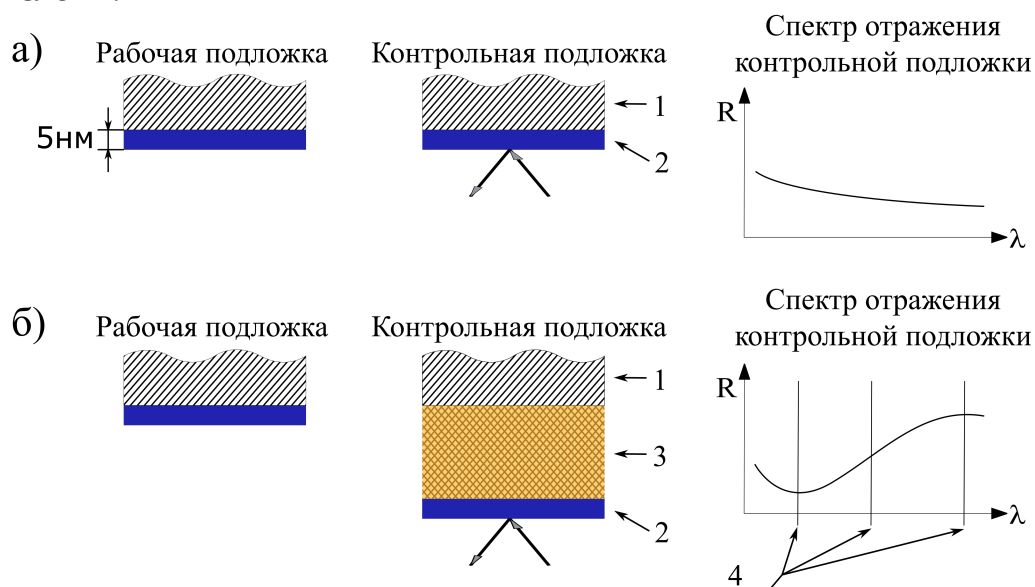 а)
Рабочая подложка
Контрольная подложка
Спектр отражения
контрольной подложки
5нм
1
2
R
λ
б)
Рабочая подложка
Контрольная подложка
Спектр отражения
контрольной подложки
1
3
2
R
λ
4